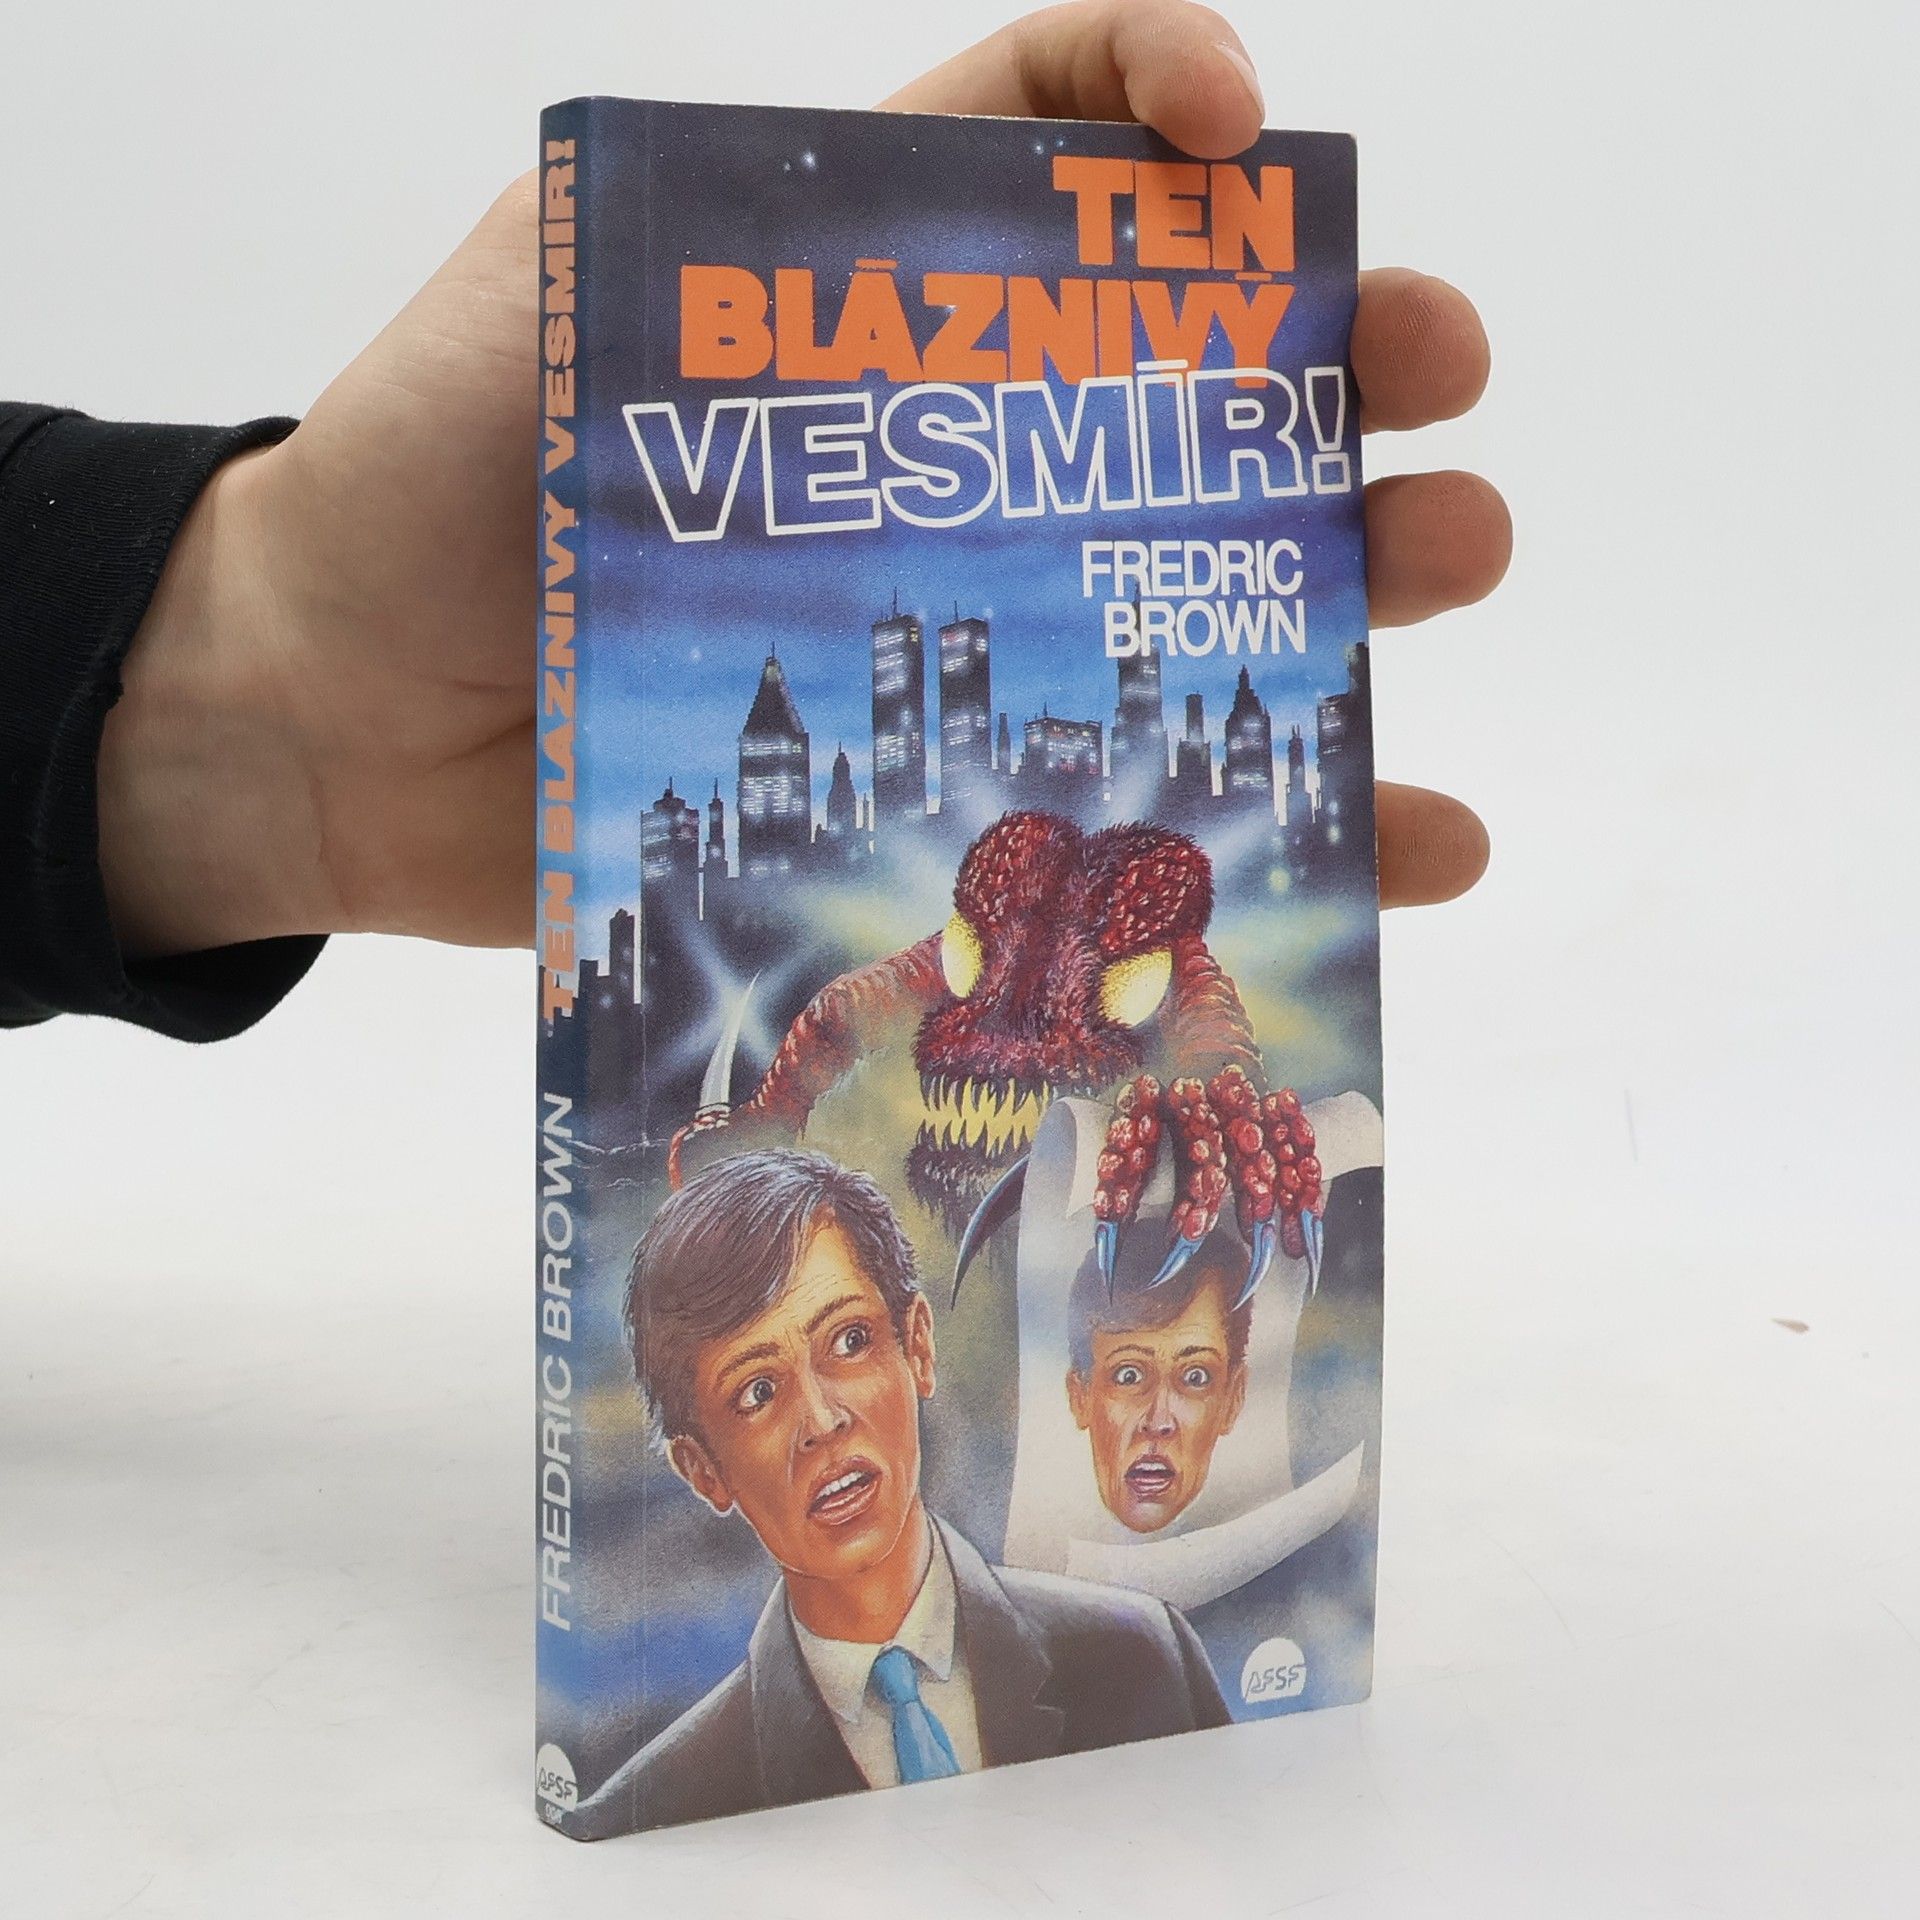 TEN
BLÁZNIVÝ
VESMÍR!
FREDRIC
BROWN
AFSF
FREDRIC BROWN TEN BLÁZNIVÝ VESMÍR!
AFSF